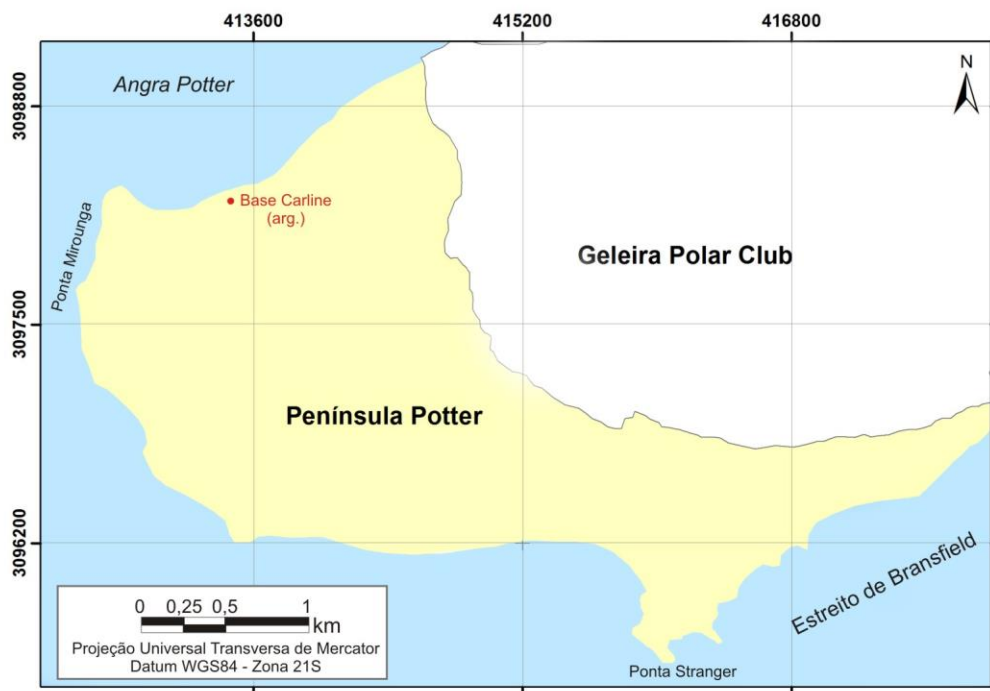 413600
415200
416800
Angra Potter
N
3098800
Base Carline
(arg.)
Ponta Mirounga
Geleira Polar Club
3097500
Península Potter
3096200
Estreito de Bransfield
0 0,25 0,5 1
km
Projeção Universal Transversa de Mercator
Datum WGS84 - Zona 21S
Ponta Stranger